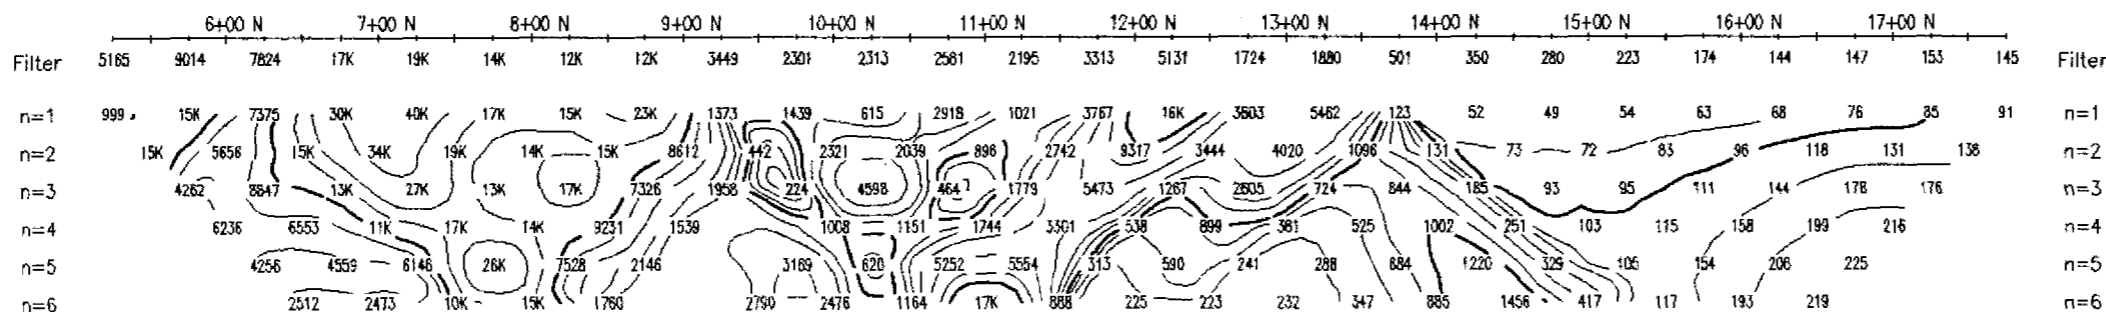 6+00 N 7+00 N 8+00 N 9+00 N 10+00 N 11+00 N 12+00 N 13+00 N 14+00 N 15+00 N 16+00 N 17+00 N
Filter 5165 9014 7824 17K 19K 14K 12K 12K 3449 2301 2313 2581 2195 3313 5131 1724 1880 501 350 280 223 174 144 147 153 145 Filter
n=1 999 15K 7375 30K 40K 17K 15K 23K 1373 1439 615 2918 1021 3767 16K 3603 5462 123 52 49 54 63 68 76 85 91 n=1
n=2 15K 5656 15K 34K 19K 14K 15K 8612 442 2321 2039 896 2742 9317 3444 4020 1096 131 73 72 83 96 118 131 138 n=2
n=3 4262 8847 13K 27K 13K 17K 7326 1958 224 4598 464 1779 5473 1267 2605 724 844 185 93 95 111 144 178 176 n=3
n=4 6236 6553 11K 17K 14K 9231 1539 1008 1151 1744 3301 538 899 381 525 1002 251 103 115 158 199 216 n=4
n=5 4256 4559 6146 26K 7528 2146 3169 620 5252 5554 313 590 241 288 684 1220 329 105 154 206 225 n=5
n=6 2512 2473 10K 15K 1760 2790 2476 1164 17K 888 225 223 232 347 885 1456 417 117 193 219 n=6